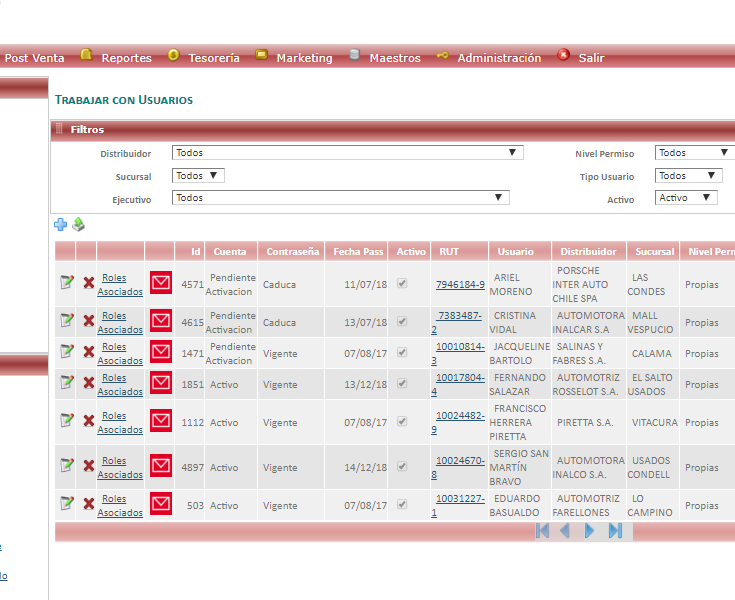 Post Venta Reportes Tesorería Marketing Maestros Administración Salir
TRABAJAR CON USUARIOS
Filtros
Distribuidor Todos Nivel Permiso Todos
Sucursal Todos Tipo Usuario Todos
Ejecutivo Todos Activo Activo
Id Cuenta Contraseña Fecha Pass Activo RUT Usuario Distribuidor Sucursal Nivel Perm
Roles Asociados 4571 Pendiente Activacion Caduca 11/07/18 7946184-9 ARIEL MORENO PORSCHE INTER AUTO CHILE SPA LAS CONDES Propias
Roles Asociados 4615 Pendiente Activacion Caduca 13/07/18 7383487-2 CRISTINA VIDAL AUTOMOTORA INALCAR S.A MALL VESPUCIO Propias
Roles Asociados 1471 Pendiente Activacion Vigente 07/08/17 10010814-3 JACQUELINE BARTOLO SALINAS Y FABRES S.A. CALAMA Propias
Roles Asociados 1851 Activo Vigente 13/12/18 10017804-4 FERNANDO SALAZAR AUTOMOTRIZ ROSSELOT S.A. EL SALTO USADOS Propias
Roles Asociados 1112 Activo Vigente 07/08/17 10024482-9 FRANCISCO HERRERA PIRETTA PIRETTA S.A. VITACURA Propias
Roles Asociados 4897 Activo Vigente 14/12/18 10024670-8 SERGIO SAN MARTÍN BRAVO AUTOMOTORA INALCO S.A. USADOS CONDELL Propias
Roles Asociados 503 Activo Vigente 07/08/17 10031227-1 EDUARDO BASUALDO AUTOMOTRIZ FARELLONES LO CAMPINO Propias